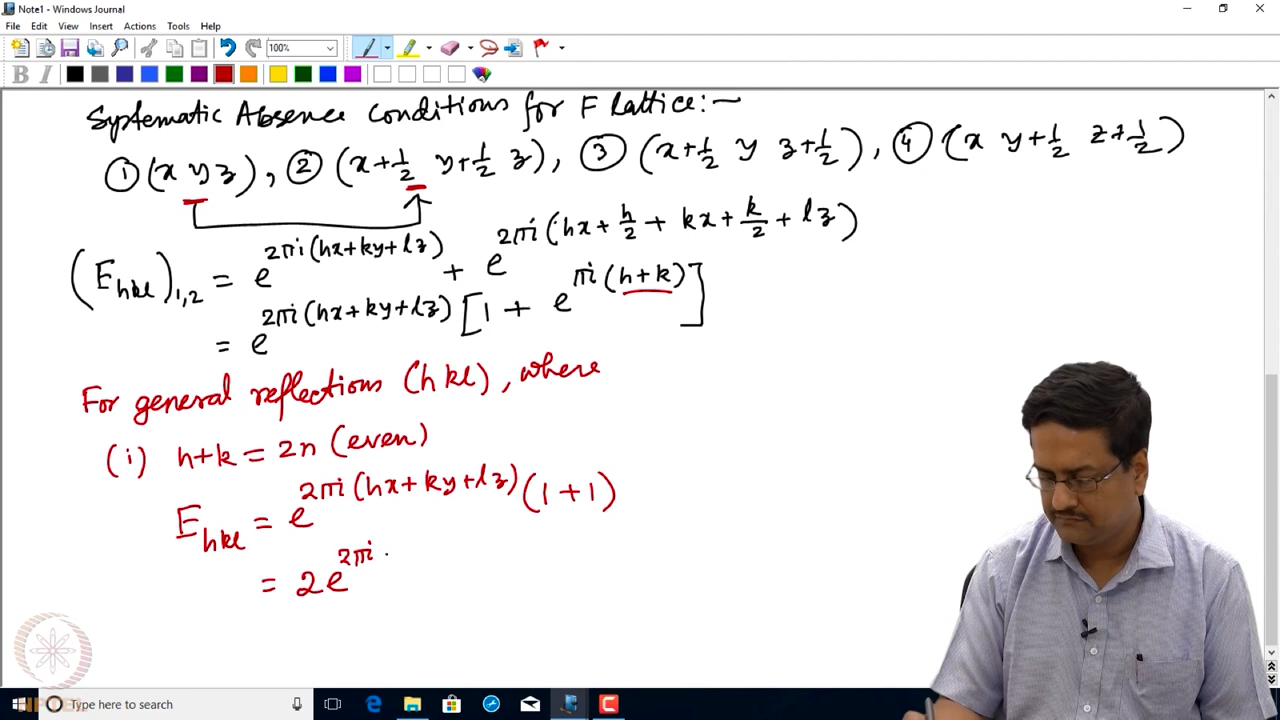 Note1 - Windows Journal
File Edit View Insert Actions Tools Help
100%
B I
Systematic Absence Conditions for F lattice:~
① (x y z), ② (x+1/2 y+1/2 z), ③ (x+1/2 y z+1/2), ④ (x y+1/2 z+1/2)
(E_hkl)_1,2 = e^2πi(hx+ky+lz) + e^2πi(hx+h/2+kx+k/2+lz)
= e^2πi(hx+ky+lz) [1 + e^πi(h+k)]
For general reflections (hkl), where
(i) h+k = 2n (even)
E_hkl = e^2πi(hx+ky+lz) (1+1)
= 2e^2πi
Type here to search